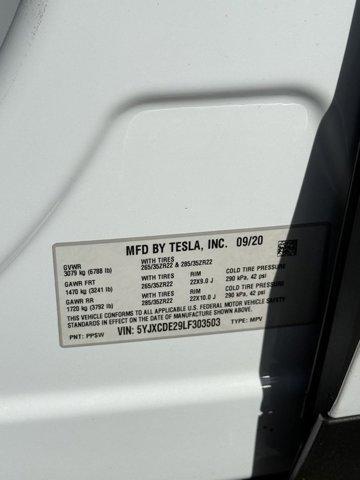 MFD BY TESLA, INC. 09/20
GVWR WITH TIRES
3079 kg (6788 lb) 265/35ZR22 & 285/35ZR22
GAWR FRT WITH TIRES RIM COLD TIRE PRESSURE
1470 kg (3241 lb) 265/35ZR22 22X9.0 J 290 kPa, 42 psi
GAWR RR WITH TIRES RIM COLD TIRE PRESSURE
1720 kg (3792 lb) 285/35ZR22 22X10.0 J 290 kPa, 42 psi
THIS VEHICLE CONFORMS TO ALL APPLICABLE U.S. FEDERAL MOTOR VEHICLE SAFETY
STANDARDS IN EFFECT ON THE DATE OF MANUFACTURE SHOWN ABOVE.
VIN: 5YJXCDE29LF303503 TYPE: MPV
PNT: PPSW